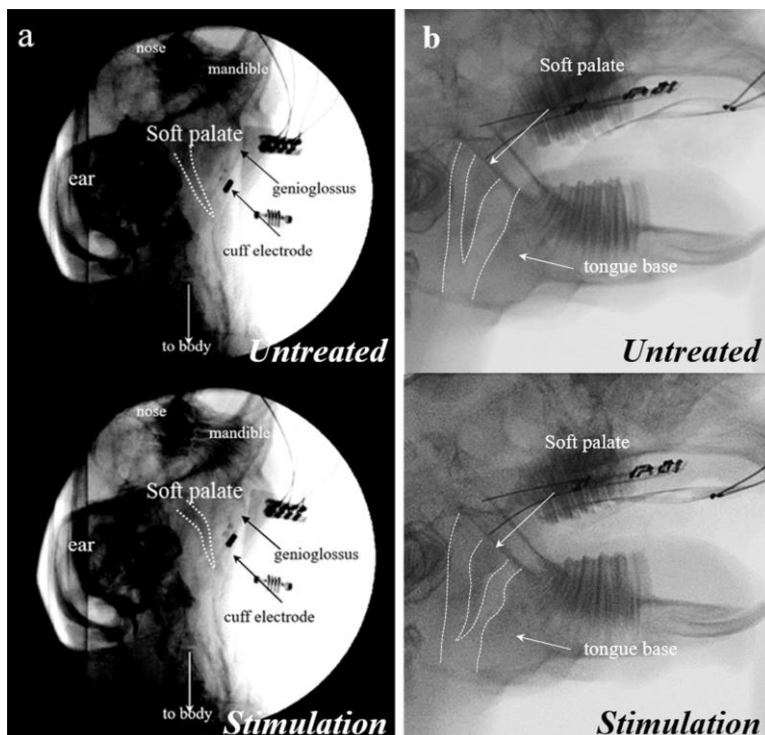 a
nose
mandible
Soft palate
ear
genioglossus
cuff electrode
to body
Untreated
nose
mandible
Soft palate
ear
genioglossus
cuff electrode
to body
Stimulation
b
Soft palate
tongue base
Untreated
Soft palate
tongue base
Stimulation